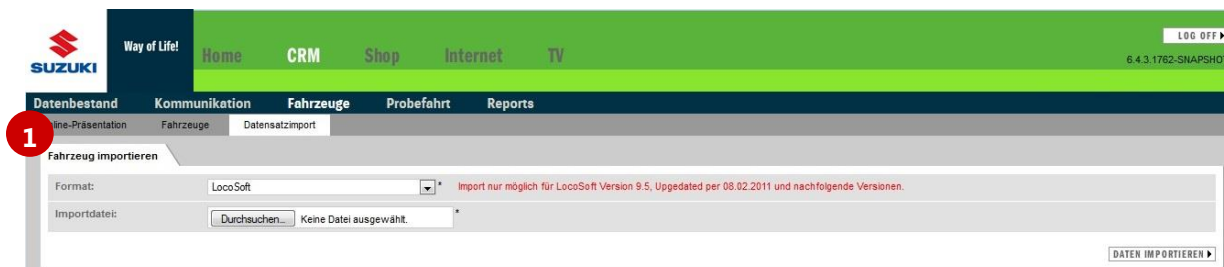 LOG OFF
SUZUKI
Way of Life!
Home CRM Shop Internet TV
6.4.3.1762-SNAPSHOT
Datenbestand Kommunikation Fahrzeuge Probefahrt Reports
1
nline-Präsentation Fahrzeuge Datensatzimport
Fahrzeug importieren
Format: LocoSoft * Import nur möglich für LocoSoft Version 9.5, Upgedated per 08.02.2011 und nachfolgende Versionen.
Importdatei: Durchsuchen... Keine Datei ausgewählt. *
DATEN IMPORTIEREN